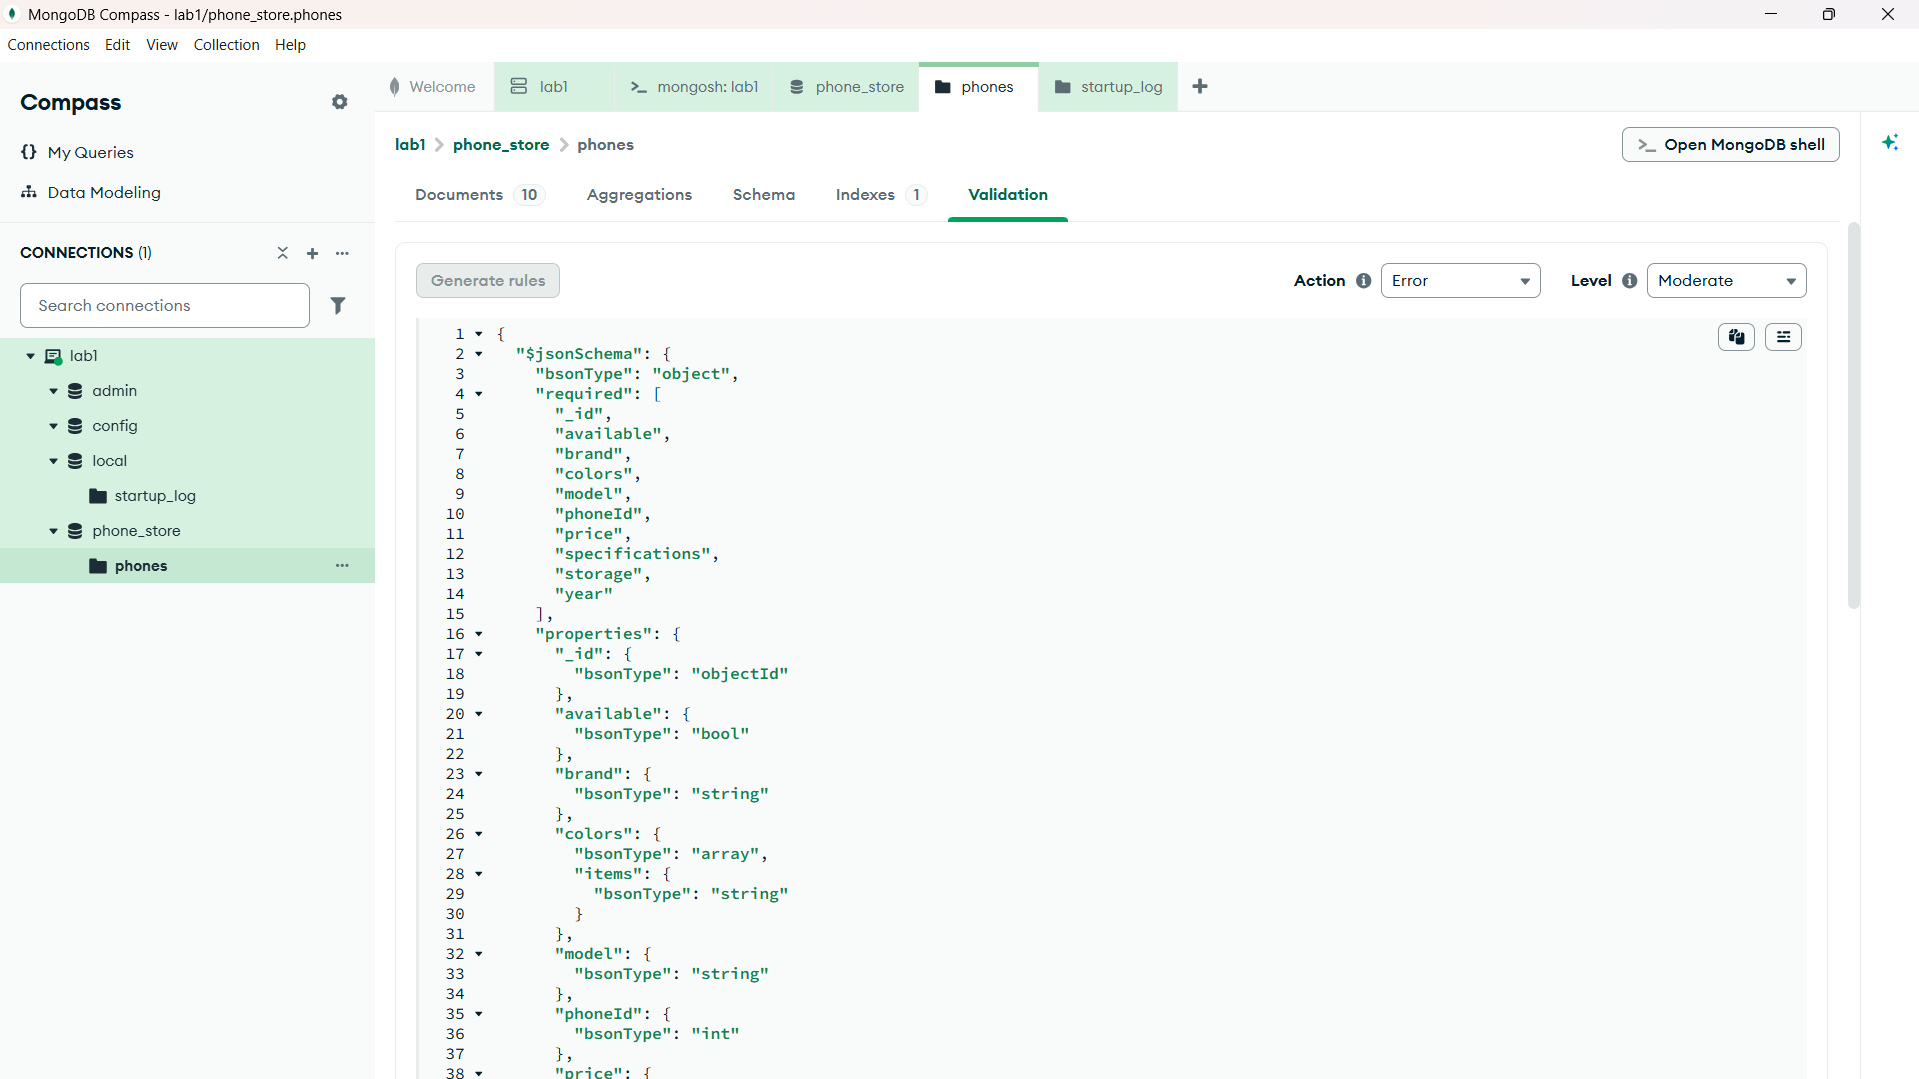 MongoDB Compass - lab1/phone_store.phones
Connections Edit View Collection Help
Compass
My Queries
Data Modeling
CONNECTIONS (1)
Search connections
lab1
admin
config
local
startup_log
phone_store
phones
Welcome lab1 mongosh: lab1 phone_store phones startup_log
lab1 > phone_store > phones
>_ Open MongoDB shell
Documents 10 Aggregations Schema Indexes 1 Validation
Generate rules Action Error Level Moderate
1 {
2 "$jsonSchema": {
3 "bsonType": "object",
4 "required": [
5 "_id",
6 "available",
7 "brand",
8 "colors",
9 "model",
10 "phoneId",
11 "price",
12 "specifications",
13 "storage",
14 "year"
15 ],
16 "properties": {
17 "_id": {
18 "bsonType": "objectId"
19 },
20 "available": {
21 "bsonType": "bool"
22 },
23 "brand": {
24 "bsonType": "string"
25 },
26 "colors": {
27 "bsonType": "array",
28 "items": {
29 "bsonType": "string"
30 }
31 },
32 "model": {
33 "bsonType": "string"
34 },
35 "phoneId": {
36 "bsonType": "int"
37 },
38 "price": {